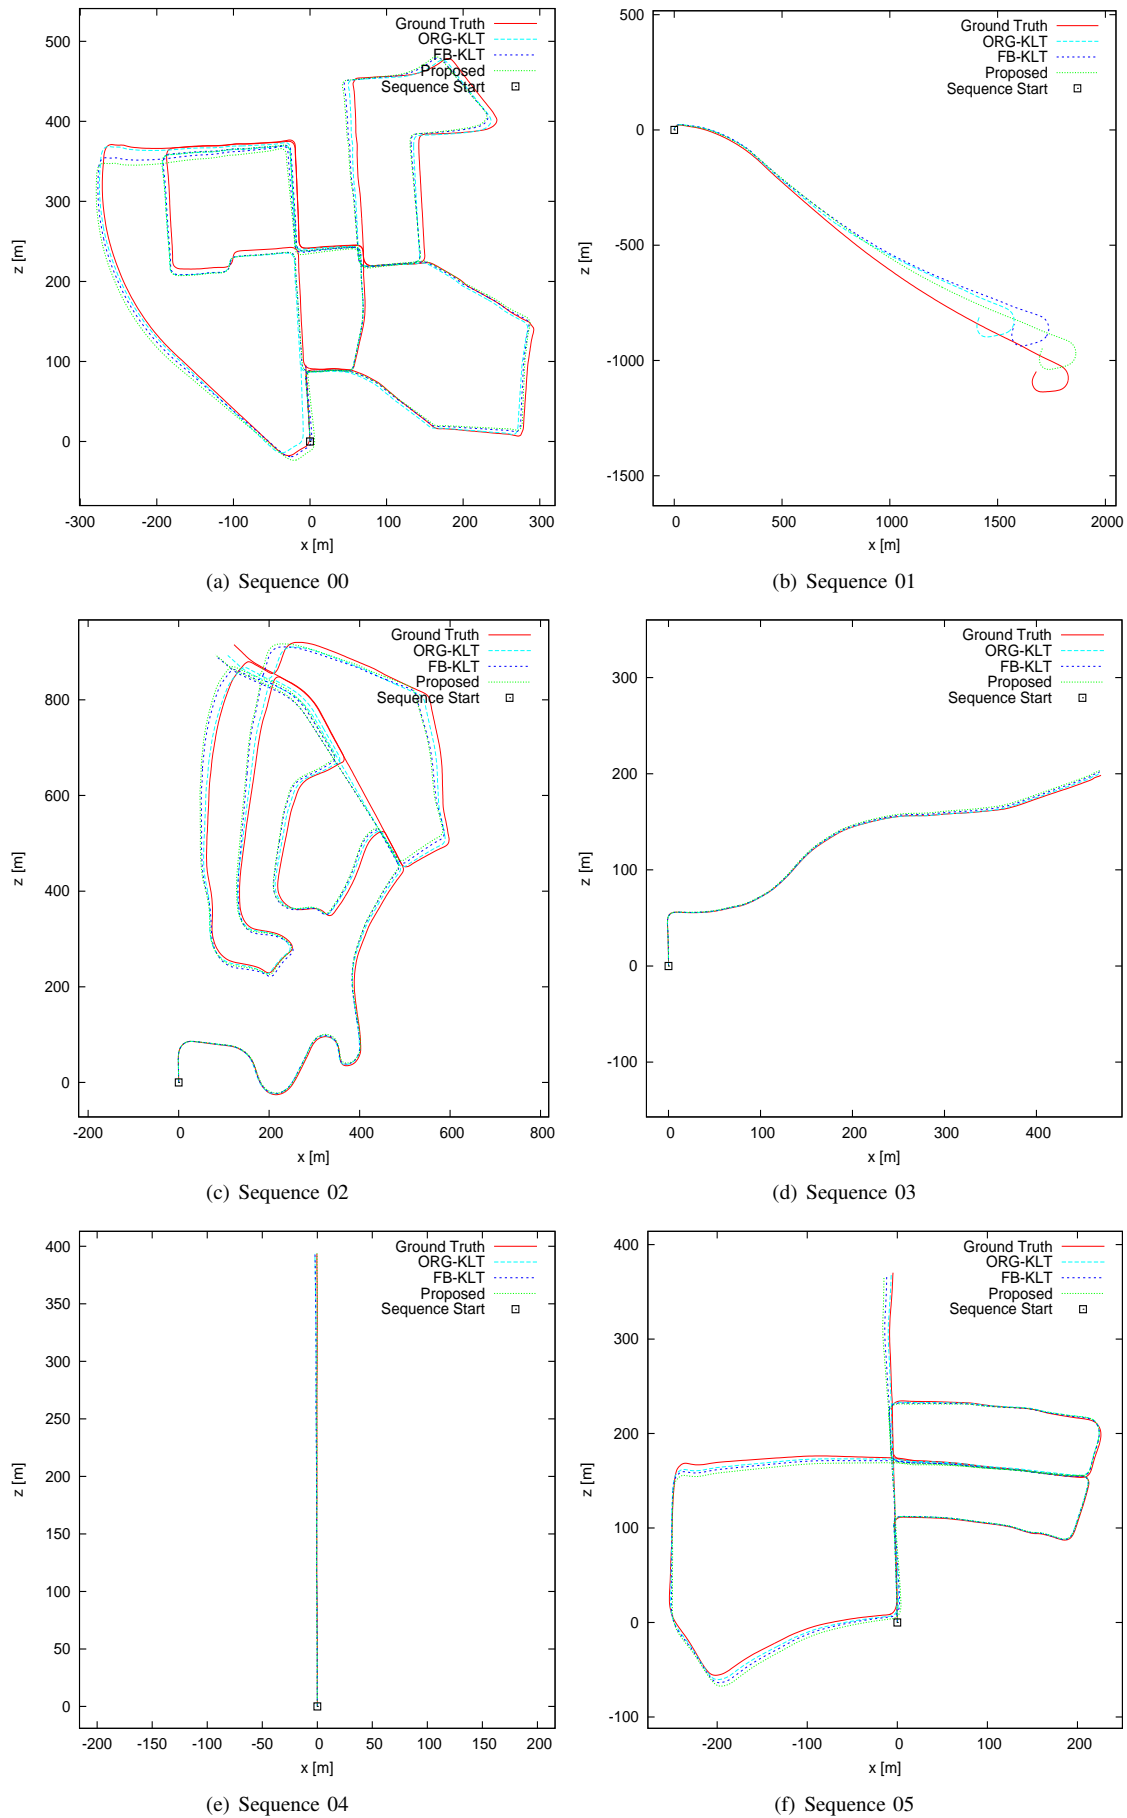 Ground Truth
ORG-KLT
FB-KLT
Proposed
Sequence Start
500
400
300
200
100
0
z [m]
-300
-200
-100
0
100
200
300
x [m]
(a) Sequence 00
Ground Truth
ORG-KLT
FB-KLT
Proposed
Sequence Start
500
0
-500
-1000
-1500
z [m]
0
500
1000
1500
2000
x [m]
(b) Sequence 01
Ground Truth
ORG-KLT
FB-KLT
Proposed
Sequence Start
800
600
400
200
0
z [m]
-200
0
200
400
600
800
x [m]
(c) Sequence 02
Ground Truth
ORG-KLT
FB-KLT
Proposed
Sequence Start
300
200
100
0
-100
z [m]
0
100
200
300
400
x [m]
(d) Sequence 03
Ground Truth
ORG-KLT
FB-KLT
Proposed
Sequence Start
400
350
300
250
200
150
100
50
0
z [m]
-200
-150
-100
-50
0
50
100
150
200
x [m]
(e) Sequence 04
Ground Truth
ORG-KLT
FB-KLT
Proposed
Sequence Start
400
300
200
100
0
-100
z [m]
-200
-100
0
100
200
x [m]
(f) Sequence 05